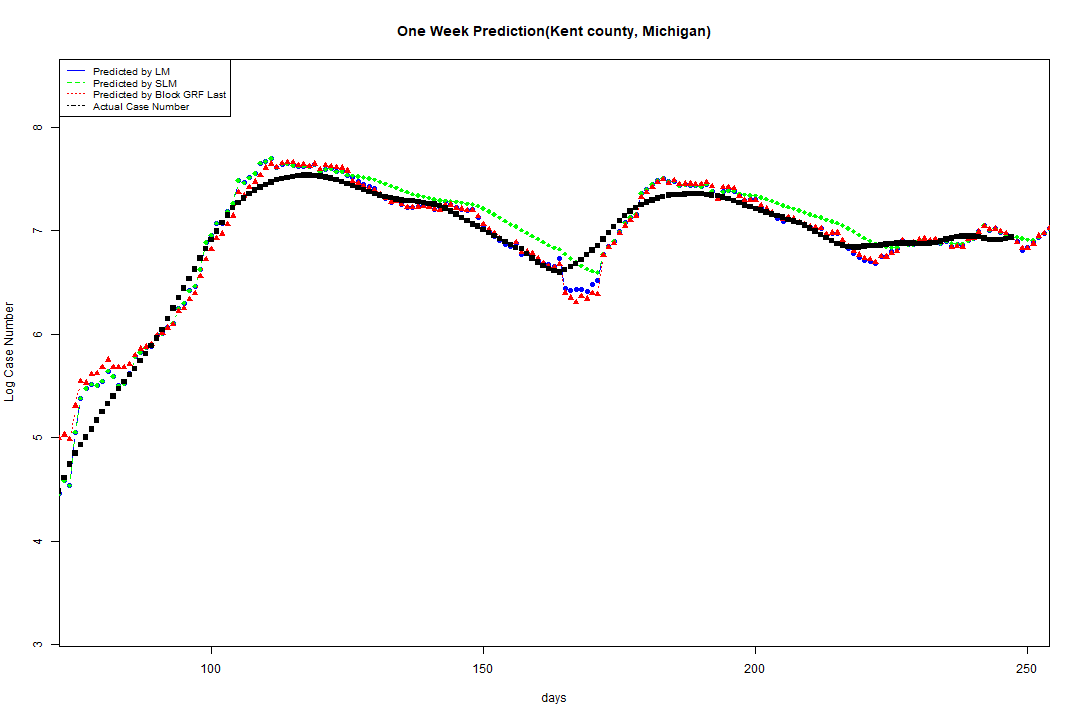 One Week Prediction(Kent county, Michigan)
Predicted by LM
Predicted by SLM
Predicted by Block GRF Last
Actual Case Number
8
7
6
5
4
3
Log Case Number
100 150 200 250
days